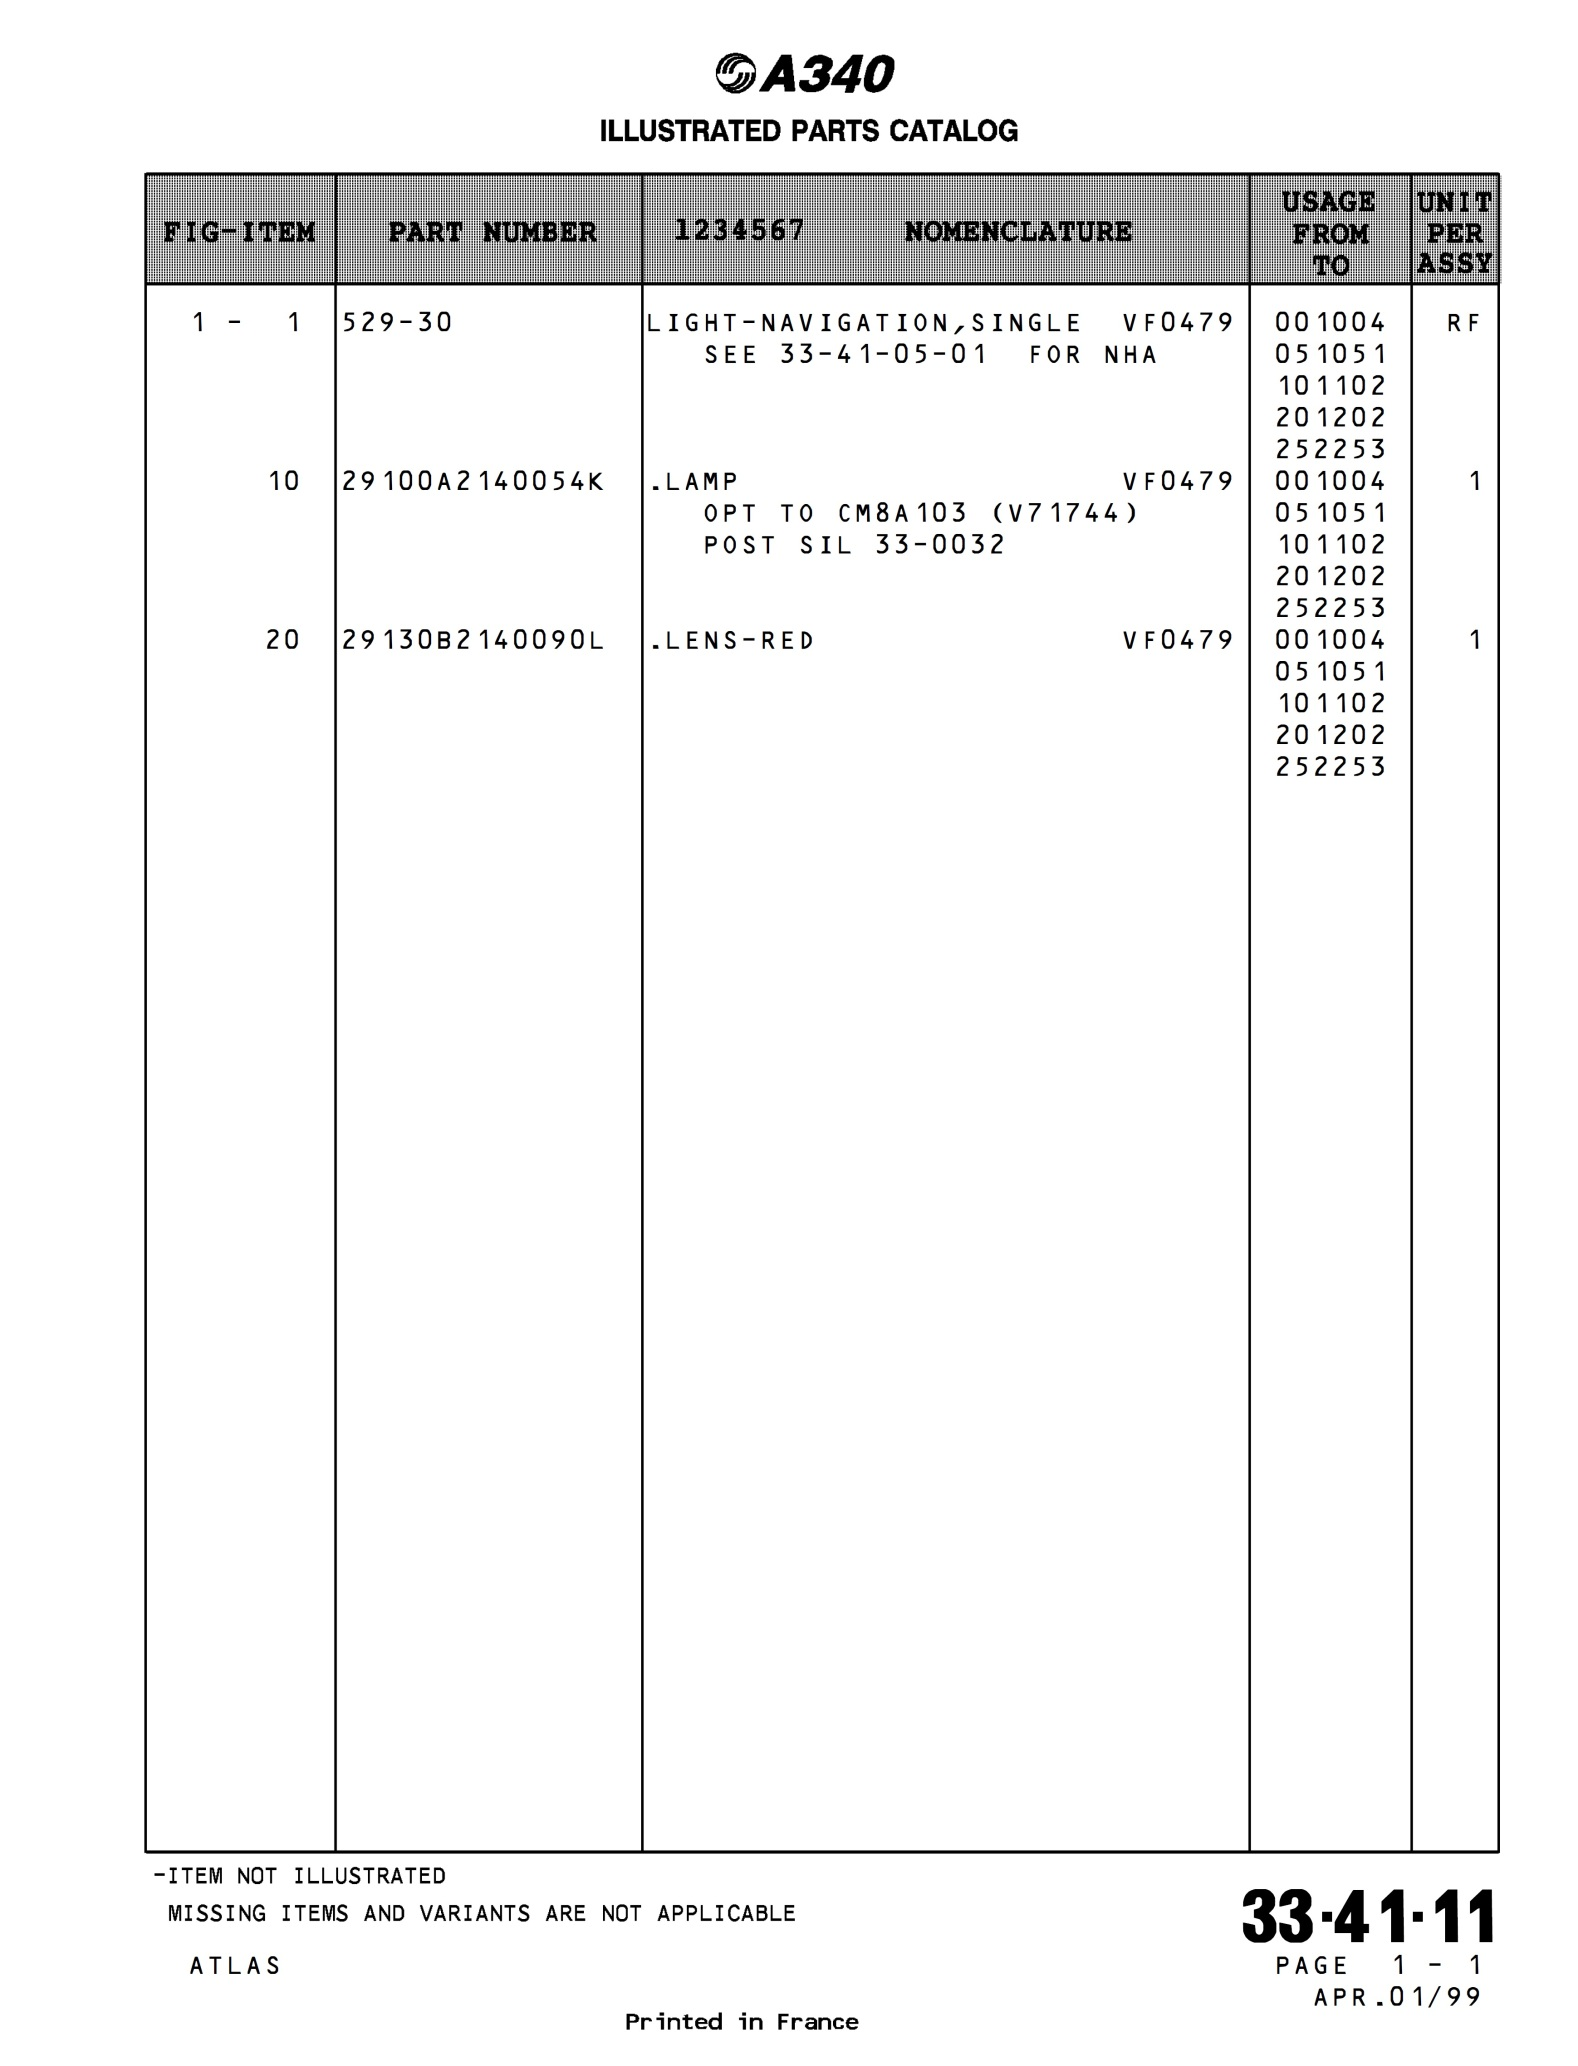 A340
ILLUSTRATED PARTS CATALOG
FIG-ITEM PART NUMBER 1234567 NOMENCLATURE USAGE FROM TO UNIT PER ASSY
1 - 1 529-30 LIGHT-NAVIGATION,SINGLE VF0479 001004 RF
SEE 33-41-05-01 FOR NHA 051051
101102
201202
252253
10 29100A2140054K .LAMP VF0479 001004 1
OPT TO CM8A103 (V71744) 051051
POST SIL 33-0032 101102
201202
252253
20 29130B2140090L .LENS-RED VF0479 001004 1
051051
101102
201202
252253
-ITEM NOT ILLUSTRATED
MISSING ITEMS AND VARIANTS ARE NOT APPLICABLE
33·41·11
ATLAS PAGE 1 - 1
APR.01/99
Printed in France